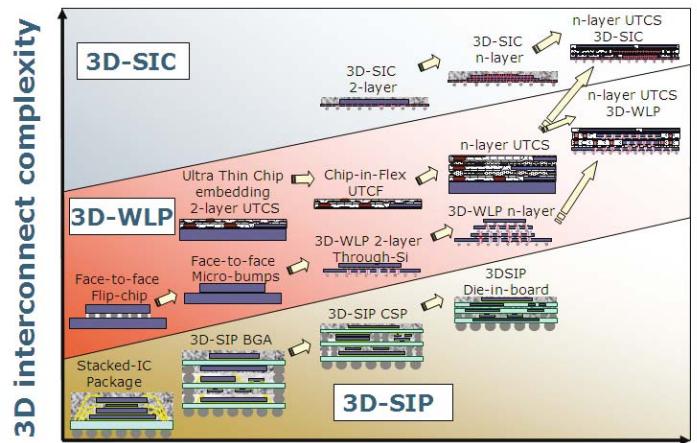 3D interconnect complexity
3D-SIC
3D-SIC
2-layer
3D-SIC
n-layer
n-layer UTCS
3D-SIC
n-layer UTCS
3D-WLP
3D-WLP
Ultra Thin Chip
embedding
2-layer UTCS
Chip-in-Flex
UTCF
n-layer UTCS
Face-to-face
Flip-chip
Face-to-face
Micro-bumps
3D-WLP 2-layer
Through-Si
3D-WLP n-layer
Stacked-IC
Package
3D-SIP BGA
3D-SIP CSP
3DSIP
Die-in-board
3D-SIP